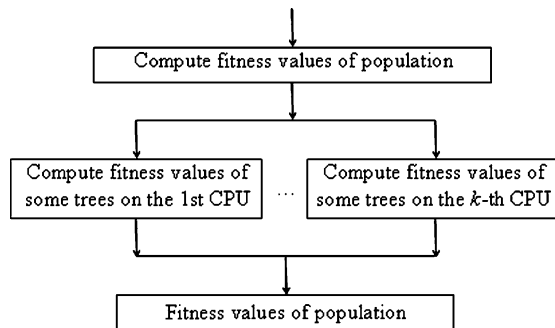 Compute fitness values of population
Compute fitness values of
some trees on the 1st CPU
...
Compute fitness values of
some trees on the k-th CPU
Fitness values of population